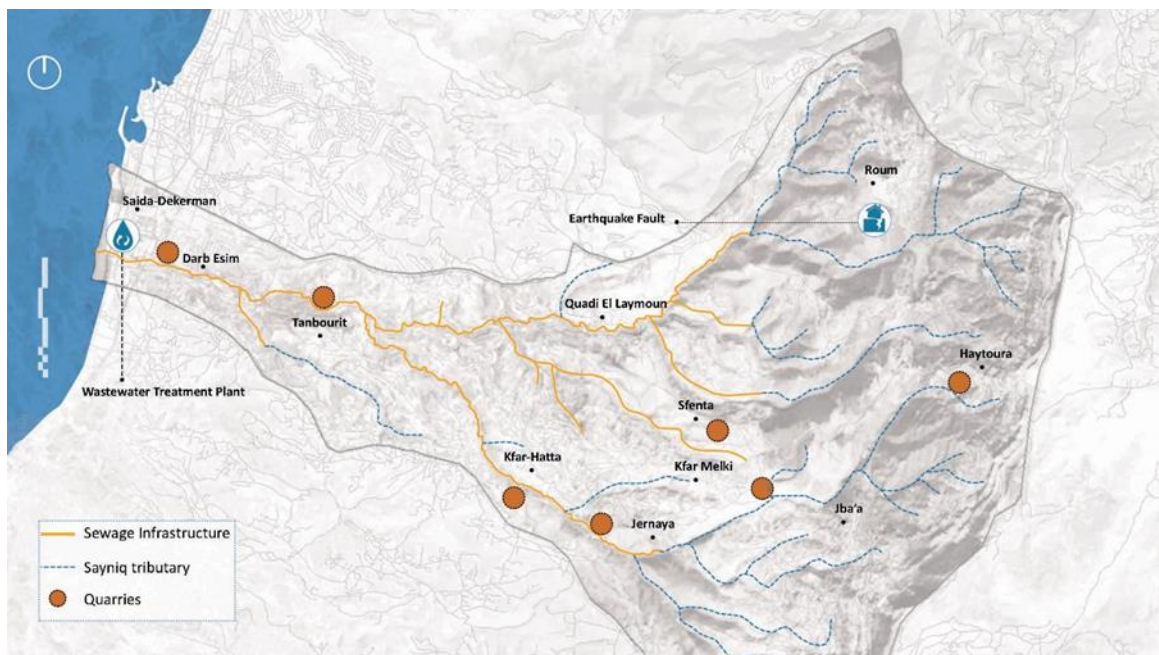 Roum
Saida-Dekerman
Earthquake Fault
Darb Esim
Quadi El Laymoun
Tanbourit
Haytoura
Wastewater Treatment Plant
Sfenta
Kfar-Hatta
Kfar Melki
Jba'a
Jernaya
Sewage Infrastructure
Sayniq tributary
Quarries